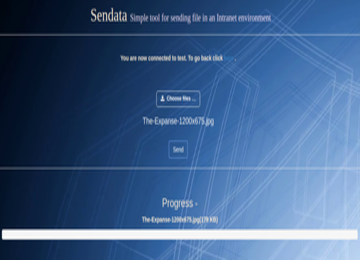 Sendata Simple tool for sending file in an Intranet environment
You are now connected to test. To go back click
Choose files ...
The-Expanse-1200x675.jpg
Send
Progress -
The-Expanse-1200x675.jpg(179 KB)